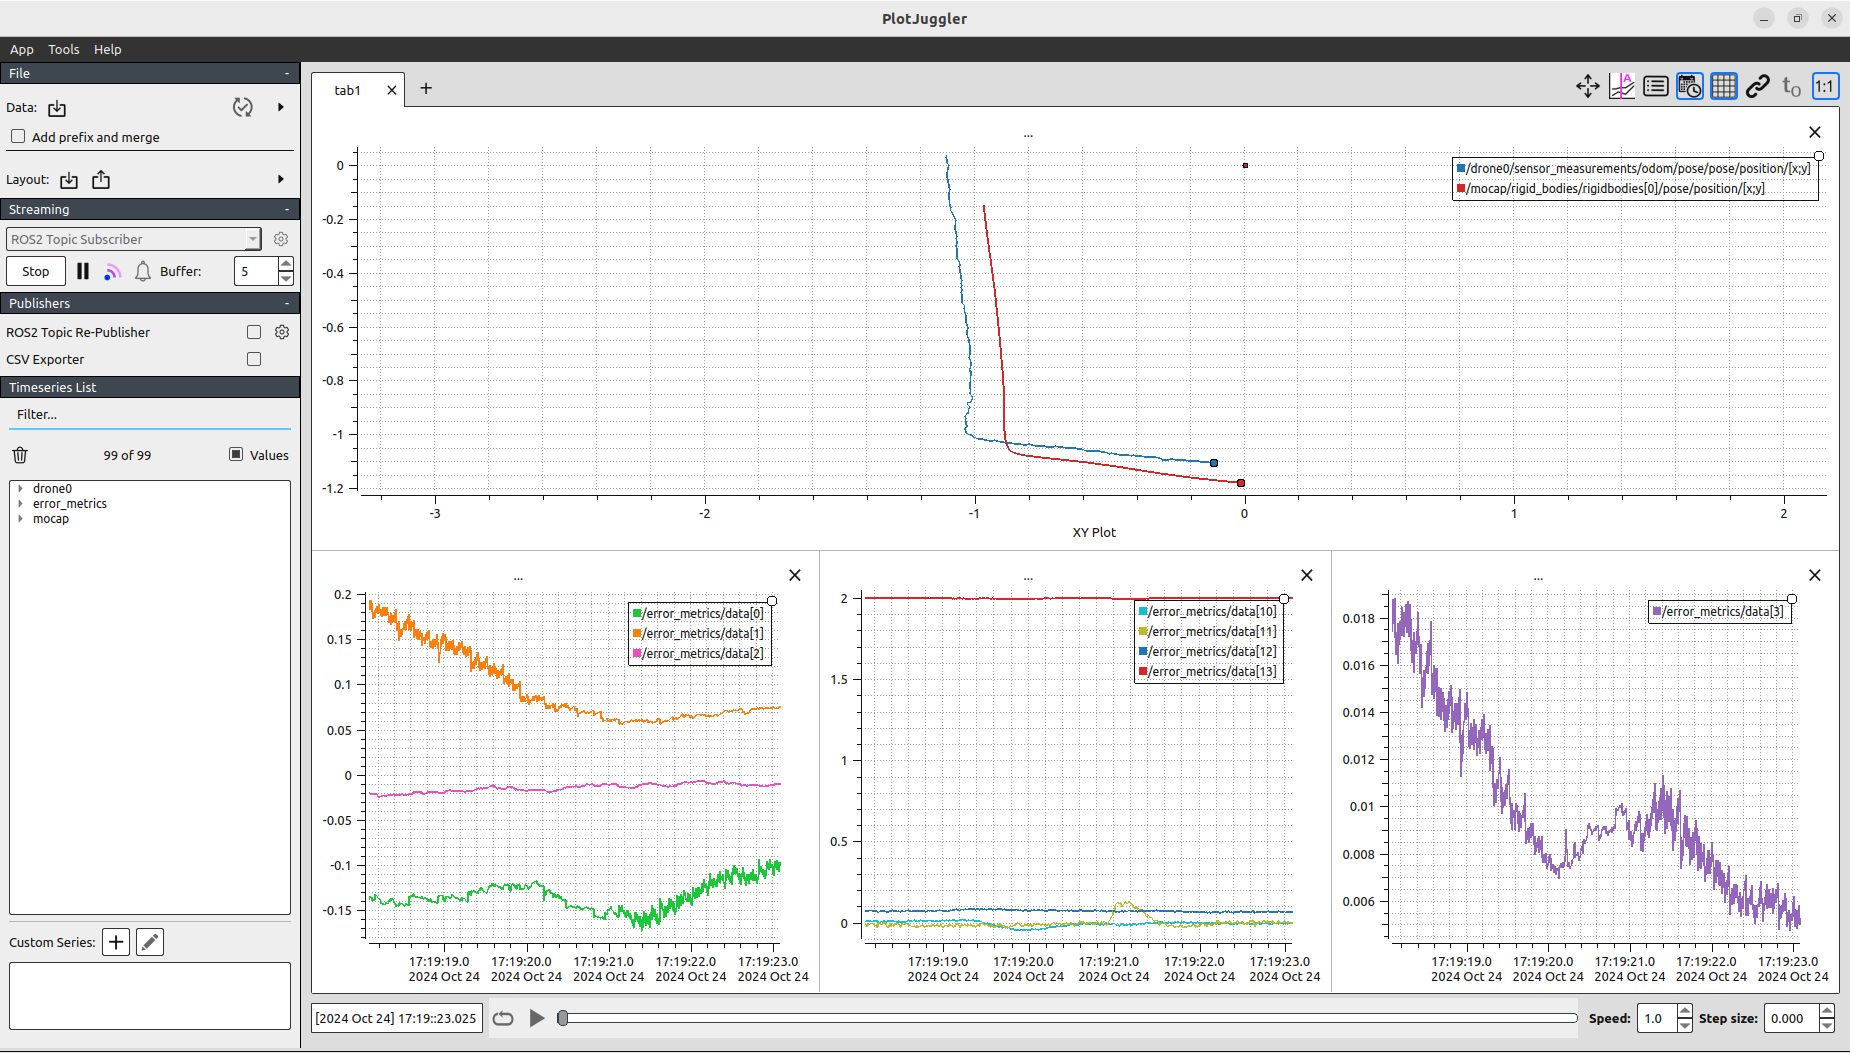 PlotJuggler
App Tools Help
File -
Data:
Add prefix and merge
Layout:
Streaming -
ROS2 Topic Subscriber
Stop Buffer: 5
Publishers -
ROS2 Topic Re-Publisher
CSV Exporter
Timeseries List
Filter...
99 of 99 Values
drone0
error_metrics
mocap
Custom Series:
tab1
A t0 1:1
...
/drone0/sensor_measurements/odom/pose/pose/position/[x;y]
/mocap/rigid_bodies/rigidbodies[0]/pose/position/[x;y]
0
-0.2
-0.4
-0.6
-0.8
-1
-1.2
-3 -2 -1 0 1 2
XY Plot
...
/error_metrics/data[0]
/error_metrics/data[1]
/error_metrics/data[2]
0.2
0.15
0.1
0.05
0
-0.05
-0.1
-0.15
17:19:19.0 17:19:20.0 17:19:21.0 17:19:22.0 17:19:23.0
2024 Oct 24 2024 Oct 24 2024 Oct 24 2024 Oct 24 2024 Oct 24
...
/error_metrics/data[10]
/error_metrics/data[11]
/error_metrics/data[12]
/error_metrics/data[13]
2
1.5
1
0.5
0
17:19:19.0 17:19:20.0 17:19:21.0 17:19:22.0 17:19:23.0
2024 Oct 24 2024 Oct 24 2024 Oct 24 2024 Oct 24 2024 Oct 24
...
/error_metrics/data[3]
0.018
0.016
0.014
0.012
0.01
0.008
0.006
17:19:19.0 17:19:20.0 17:19:21.0 17:19:22.0 17:19:23.0
2024 Oct 24 2024 Oct 24 2024 Oct 24 2024 Oct 24 2024 Oct 24
[2024 Oct 24] 17:19::23.025 Speed: 1.0 Step size: 0.000